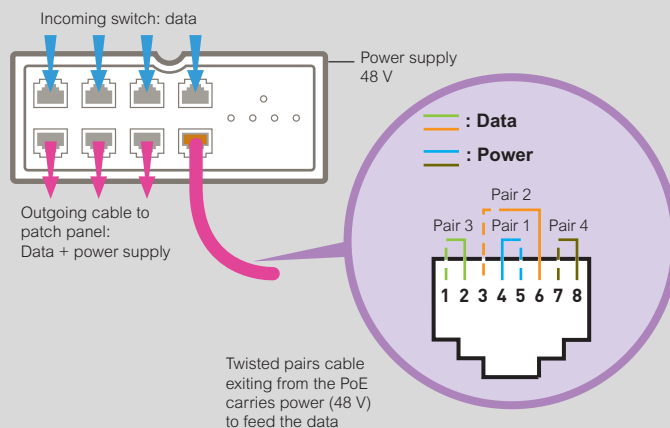 Incoming switch: data
Power supply
48 V
: Data
: Power
Pair 2
Pair 3
Pair 1
Pair 4
1 2 3 4 5 6 7 8
Outgoing cable to
patch panel:
Data + power supply
Twisted pairs cable
exiting from the PoE
carries power (48 V)
to feed the data